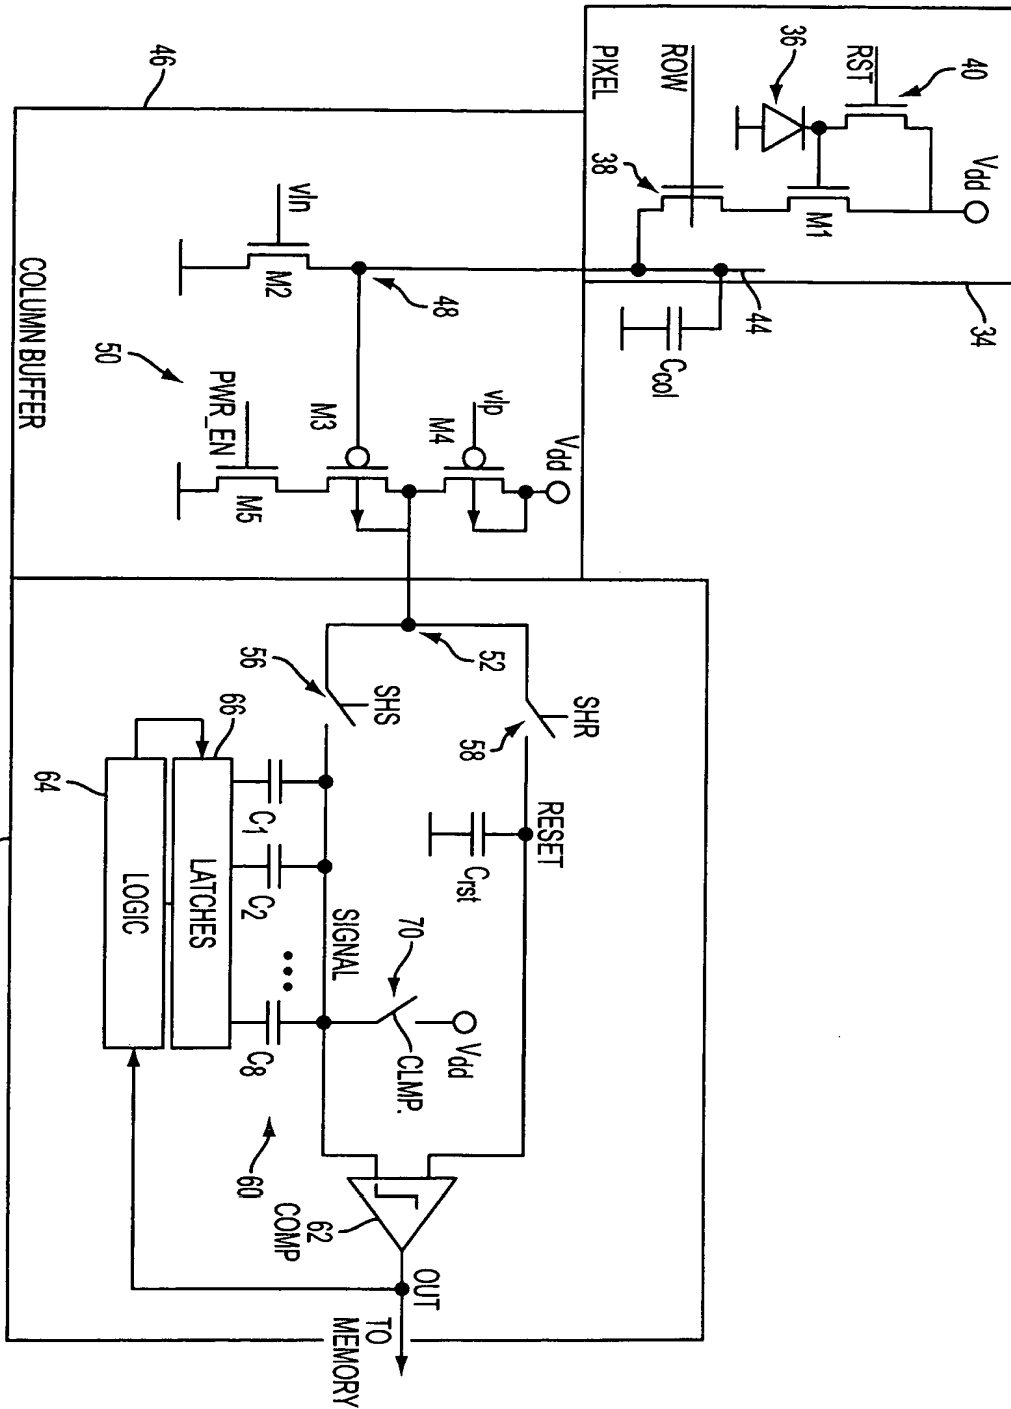 40
Vdd
RST
36
M1
ROW
38
PIXEL
34
44
Ccol
46
vln
M2
48
COLUMN BUFFER
50
Vdd
vlp
M4
M3
PWR_EN
M5
52
SHR
58
SHS
56
RESET
Crst
66
64
C1
C2
C8
SIGNAL
70
CLMP.
Vdd
LATCHES
LOGIC
60
62
COMP
OUT
TO
MEMORY